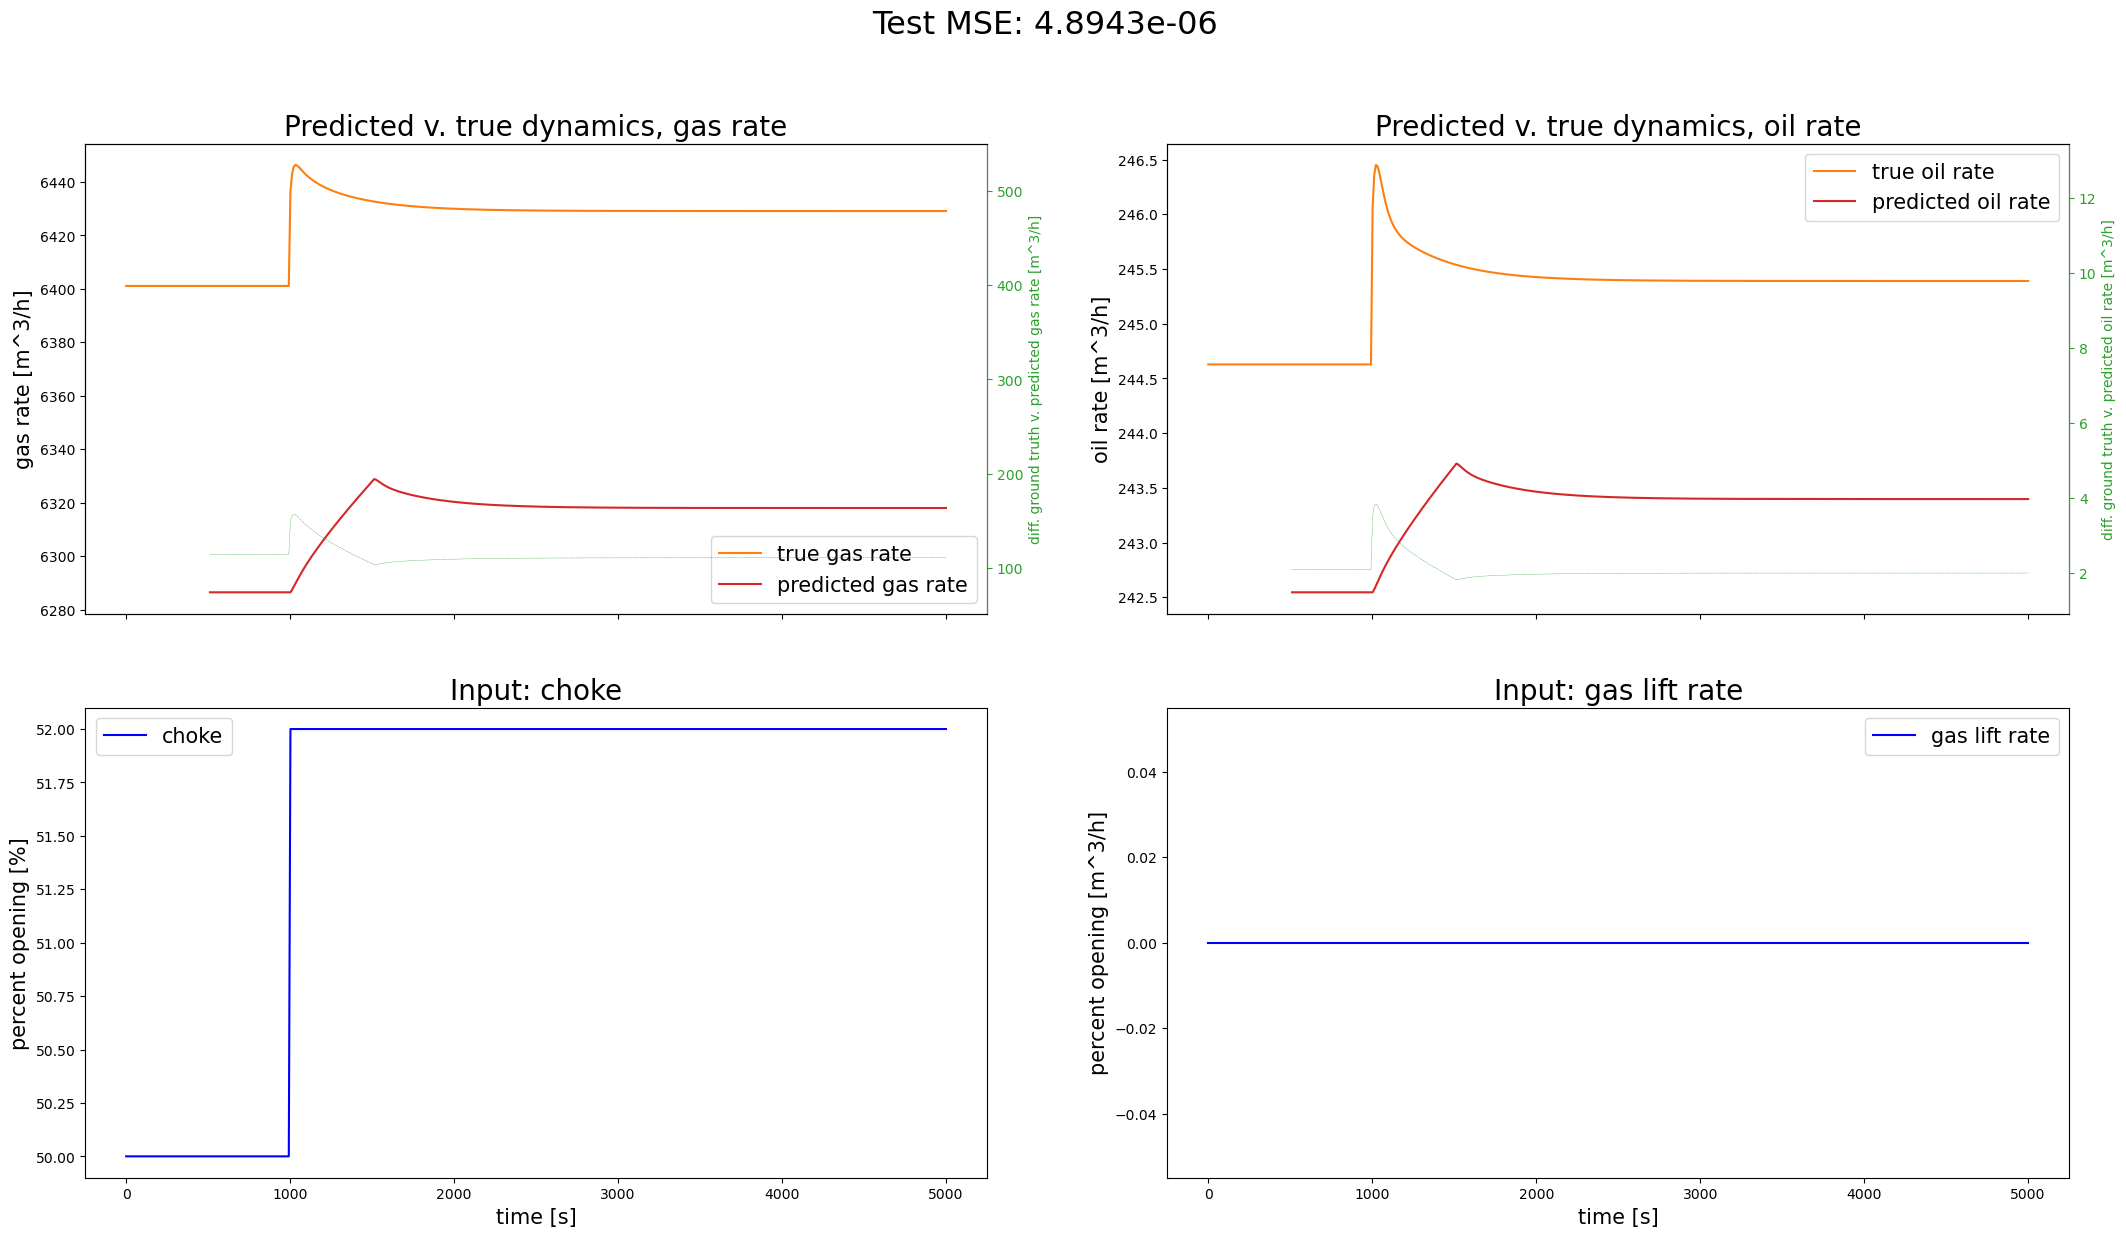 Test MSE: 4.8943e-06
Predicted v. true dynamics, gas rate
gas rate [m^3/h]
6440
6420
6400
6380
6360
6340
6320
6300
6280
500
400
300
200
100
diff. ground truth v. predicted gas rate [m^3/h]
true gas rate
predicted gas rate
Predicted v. true dynamics, oil rate
oil rate [m^3/h]
246.5
246.0
245.5
245.0
244.5
244.0
243.5
243.0
242.5
12
10
8
6
4
2
diff. ground truth v. predicted oil rate [m^3/h]
true oil rate
predicted oil rate
Input: choke
percent opening [%]
52.00
51.75
51.50
51.25
51.00
50.75
50.50
50.25
50.00
choke
0
1000
2000
3000
4000
5000
time [s]
Input: gas lift rate
percent opening [m^3/h]
0.04
0.02
0.00
−0.02
−0.04
gas lift rate
0
1000
2000
3000
4000
5000
time [s]